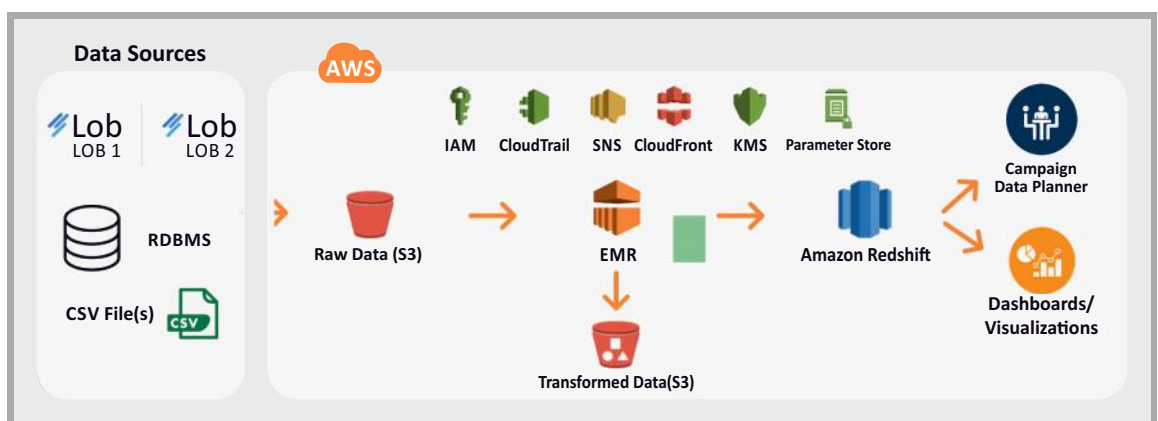 Data Sources
AWS
Lob
LOB 1
Lob
LOB 2
RDBMS
CSV File(s)
CSV
IAM
CloudTrail
SNS
CloudFront
KMS
Parameter Store
Raw Data (S3)
EMR
Transformed Data(S3)
Amazon Redshift
Campaign
Data Planner
Dashboards/
Visualizations